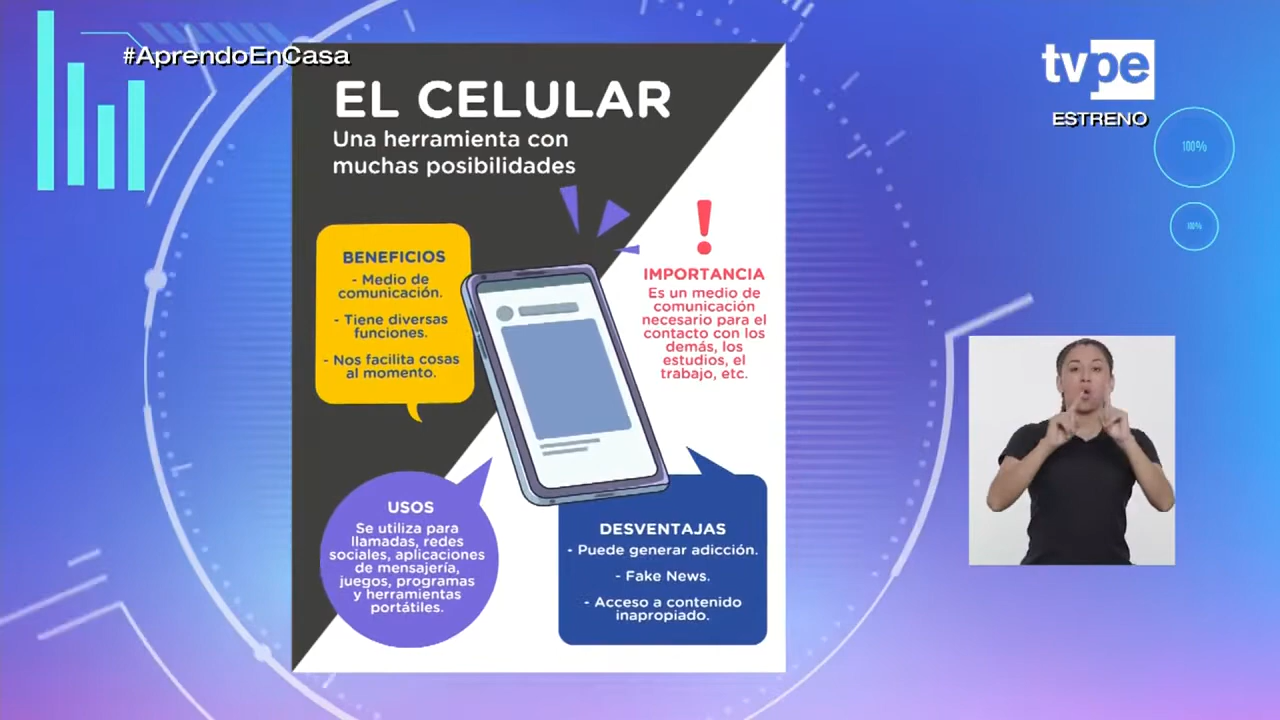 #AprendoEnCasa
tvpe
ESTRENO
100%
100%
EL CELULAR
Una herramienta con
muchas posibilidades
BENEFICIOS
- Medio de
comunicación.
- Tiene diversas
funciones.
- Nos facilita cosas
al momento.
!
IMPORTANCIA
Es un medio de
comunicación
necesario para el
contacto con los
demás, los
estudios, el
trabajo, etc.
USOS
Se utiliza para
llamadas, redes
sociales, aplicaciones
de mensajería,
juegos, programas
y herramientas
portátiles.
DESVENTAJAS
- Puede generar adicción.
- Fake News.
- Acceso a contenido
inapropiado.